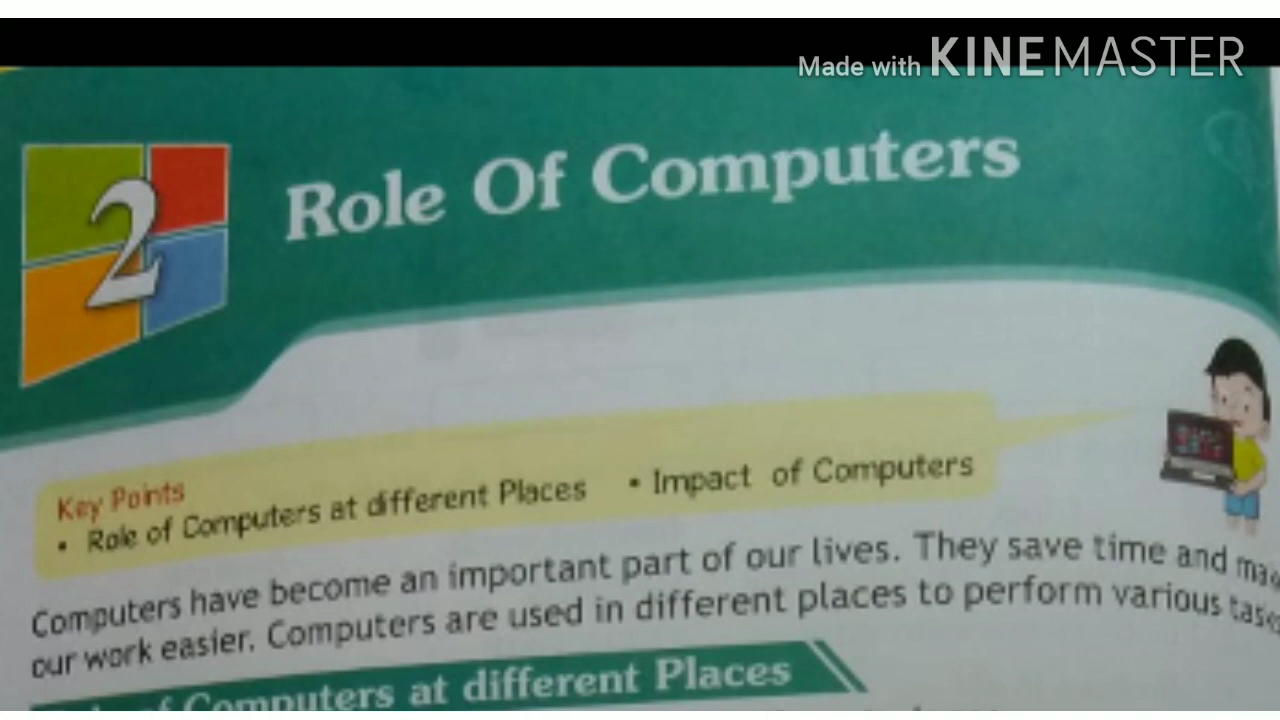 Made with KINEMASTER
2
Role Of Computers
Key Points
• Role of Computers at different Places • Impact of Computers
Computers have become an important part of our lives. They save time and
our work easier. Computers are used in different places to perform various
of Computers at different Places